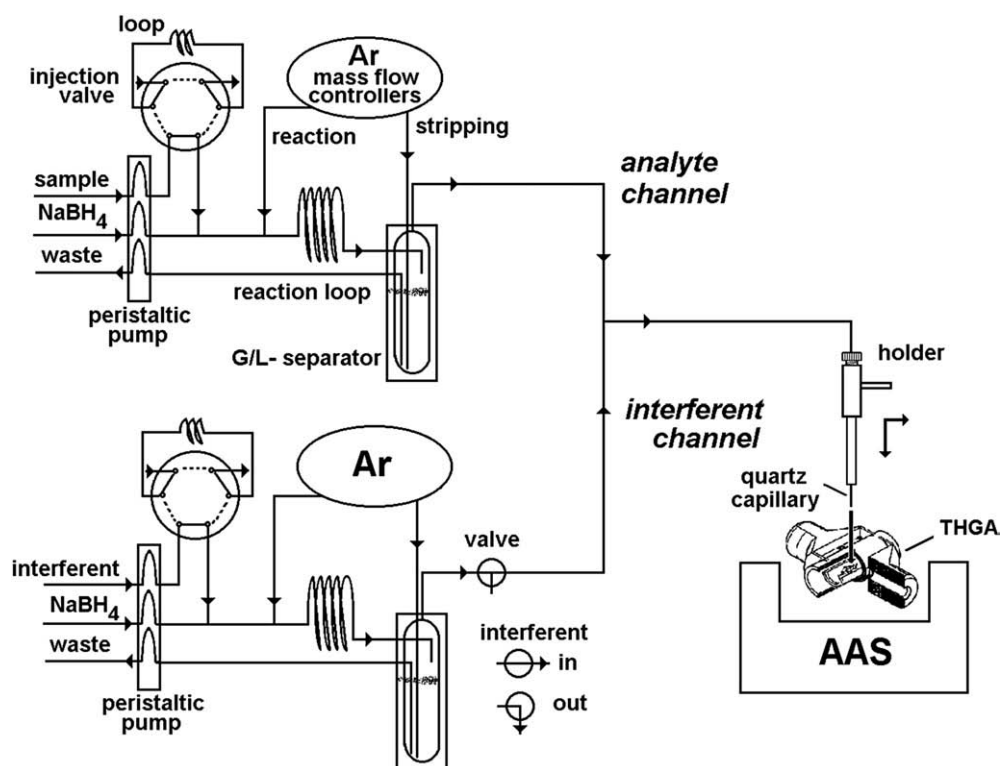 loop
injection
valve
Ar
mass flow
controllers
reaction
stripping
sample
NaBH4
waste
peristaltic
pump
reaction loop
G/L- separator
analyte
channel
holder
interferent
channel
quartz
capillary
THGA
AAS
Ar
valve
interferent
NaBH4
waste
peristaltic
pump
interferent
in
out